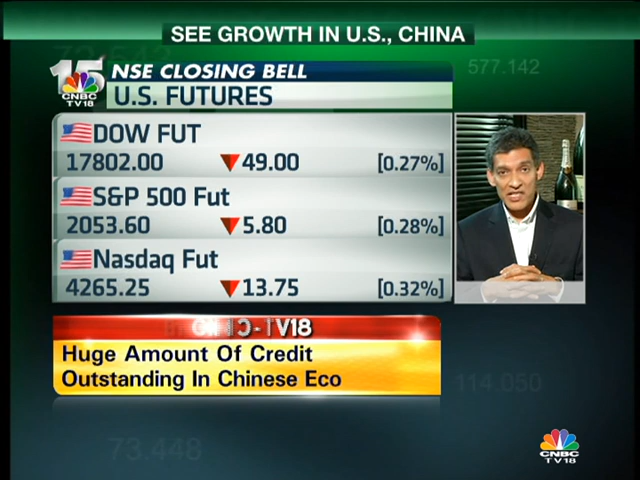 SEE GROWTH IN U.S., CHINA
577.142
15
CNBC
TV18
NSE CLOSING BELL
U.S. FUTURES
DOW FUT
17802.00 ▼49.00 [0.27%]
S&P 500 Fut
2053.60 ▼5.80 [0.28%]
Nasdaq Fut
4265.25 ▼13.75 [0.32%]
TV18
Huge Amount Of Credit
Outstanding In Chinese Eco
114.050
73.448
CNBC
TV18